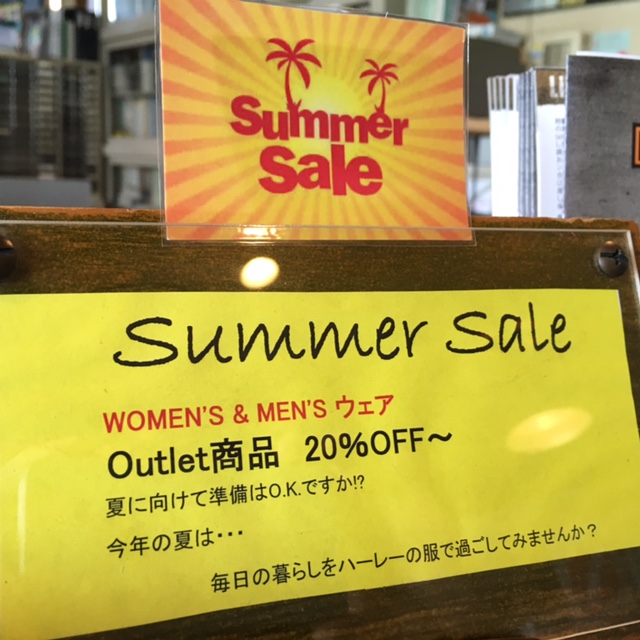 Summer
Sale
Summer Sale
WOMEN'S & MEN'S ウェア
Outlet商品 20%OFF～
夏に向けて準備はO.K.ですか!?
今年の夏は・・・
毎日の暮らしをハーレーの服で過ごしてみませんか？